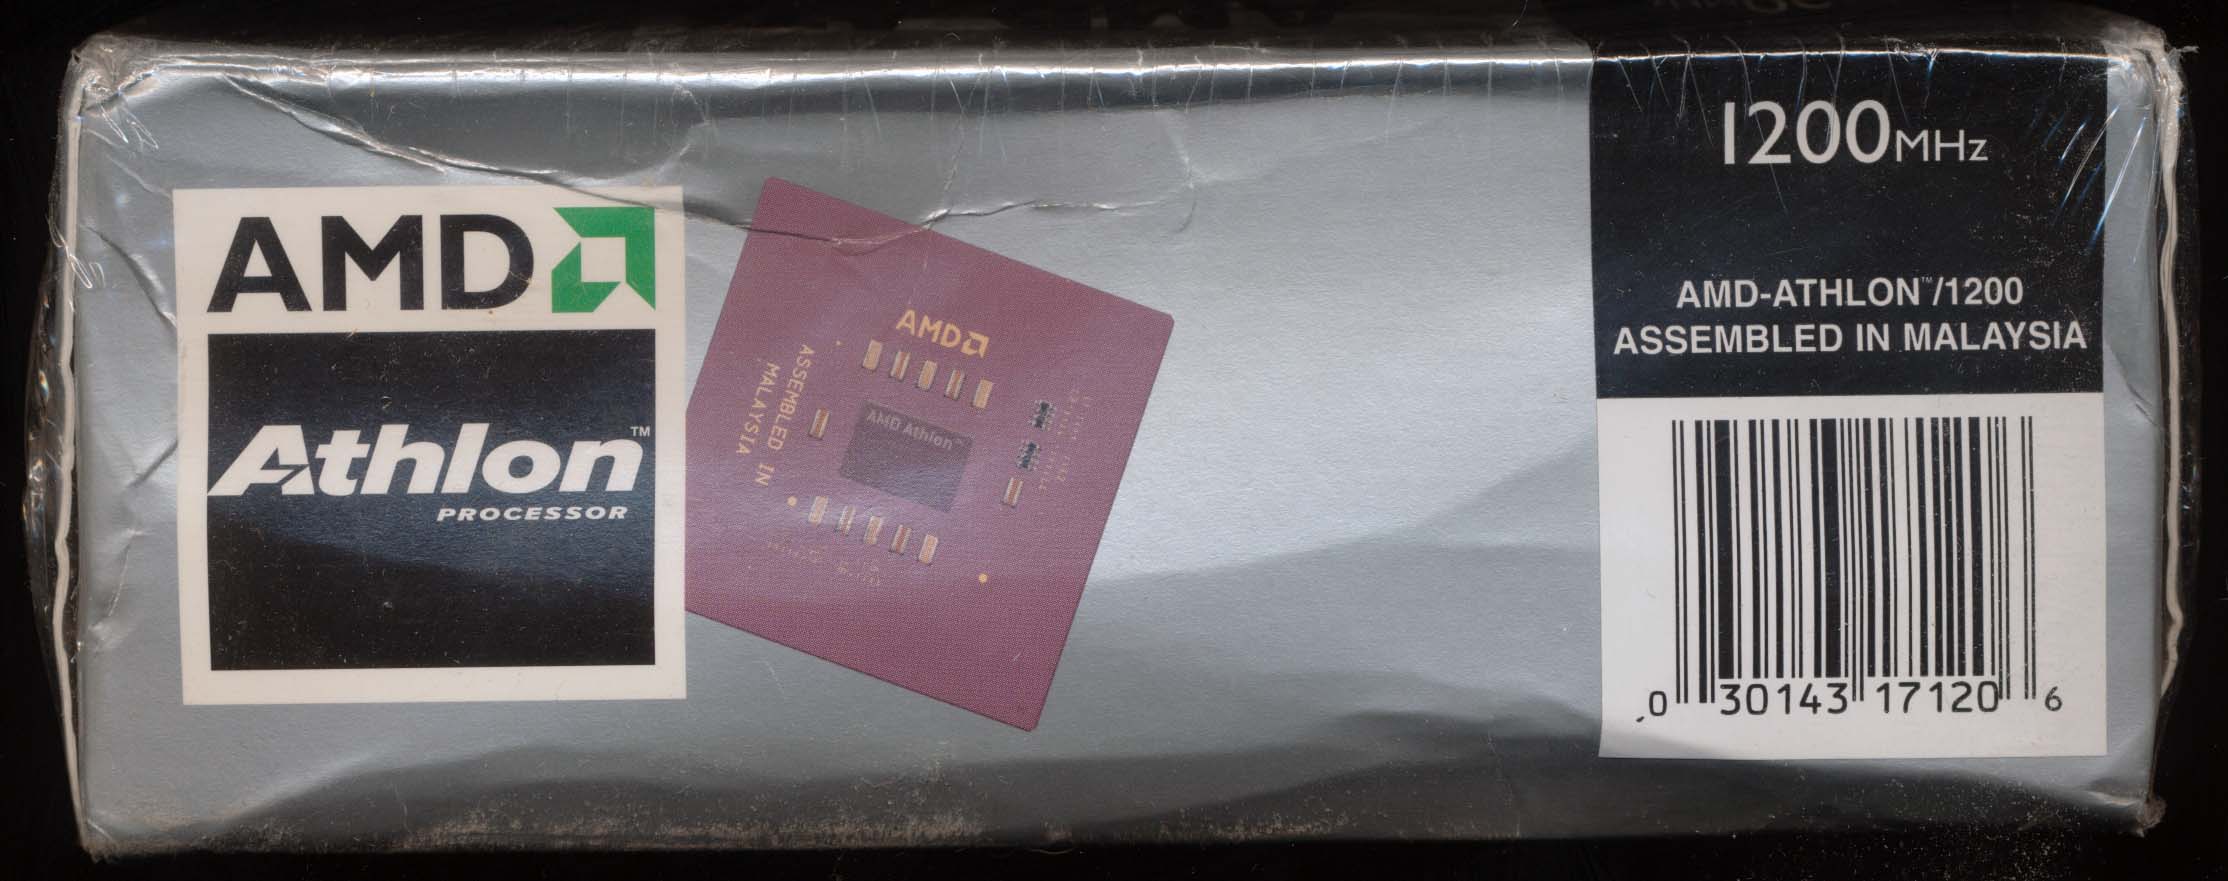 AMD
Athlon™
PROCESSOR
AMD
ASSEMBLED IN
MALAYSIA
AMD Athlon™
1200MHz
AMD-ATHLON™/1200
ASSEMBLED IN MALAYSIA
0 30143 17120 6